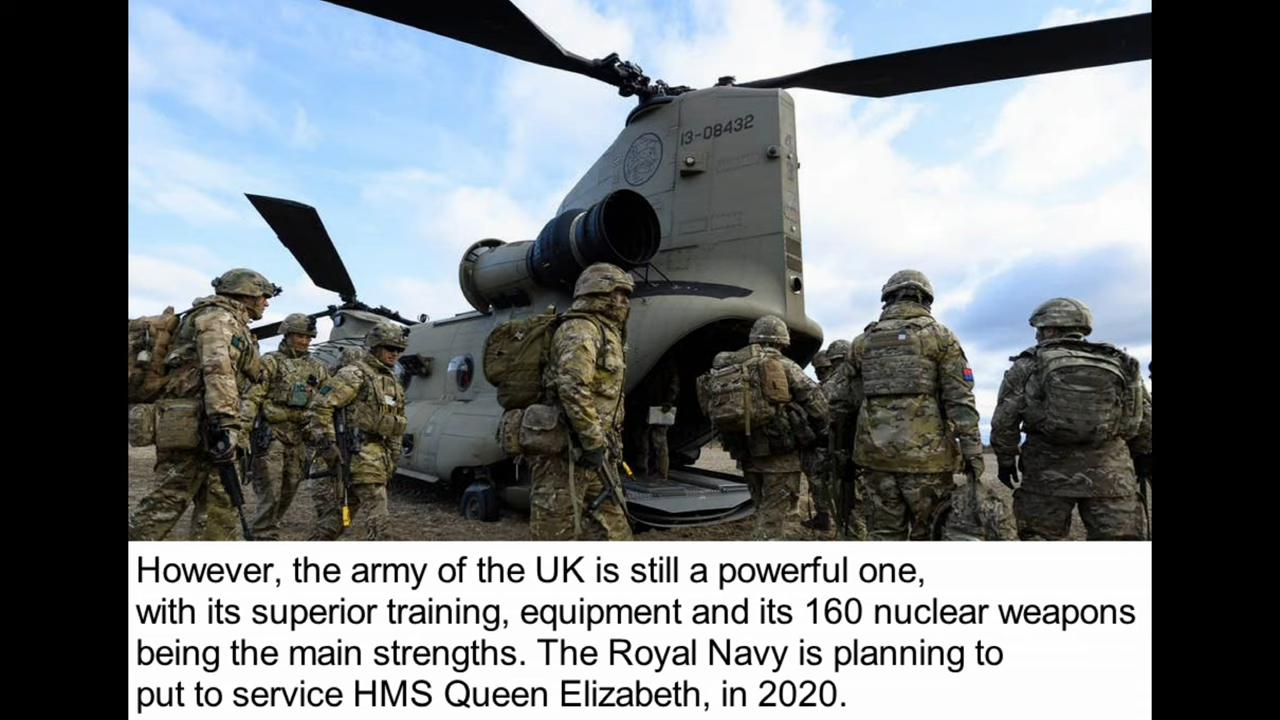 13-08432
However, the army of the UK is still a powerful one,
with its superior training, equipment and its 160 nuclear weapons
being the main strengths. The Royal Navy is planning to
put to service HMS Queen Elizabeth, in 2020.